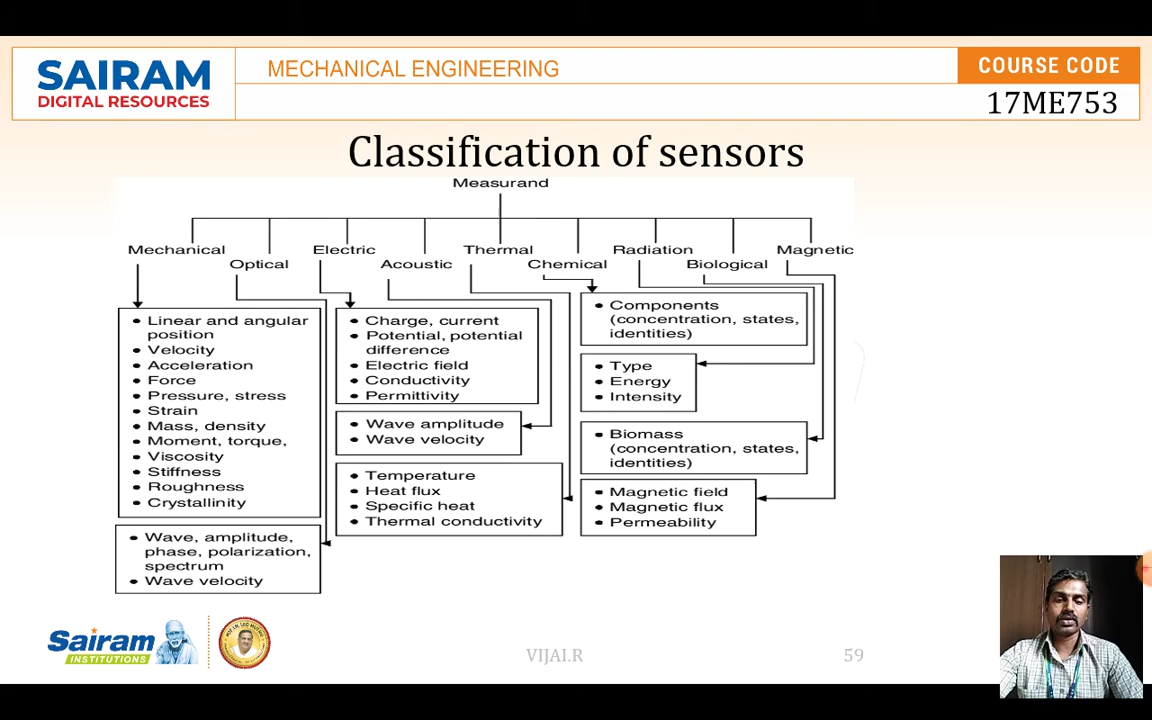 SAIRAM
DIGITAL RESOURCES
MECHANICAL ENGINEERING
COURSE CODE
17ME753
Classification of sensors
Measurand
Mechanical
Optical
Electric
Acoustic
Thermal
Chemical
Radiation
Biological
Magnetic
• Linear and angular
position
• Velocity
• Acceleration
• Force
• Pressure, stress
• Strain
• Mass, density
• Moment, torque,
• Viscosity
• Stiffness
• Roughness
• Crystallinity
• Wave, amplitude,
phase, polarization,
spectrum
• Wave velocity
• Charge, current
• Potential, potential
difference
• Electric field
• Conductivity
• Permittivity
• Wave amplitude
• Wave velocity
• Temperature
• Heat flux
• Specific heat
• Thermal conductivity
• Components
(concentration, states,
identities)
• Type
• Energy
• Intensity
• Biomass
(concentration, states,
identities)
• Magnetic field
• Magnetic flux
• Permeability
Sairam
INSTITUTIONS
VIJAI.R
59